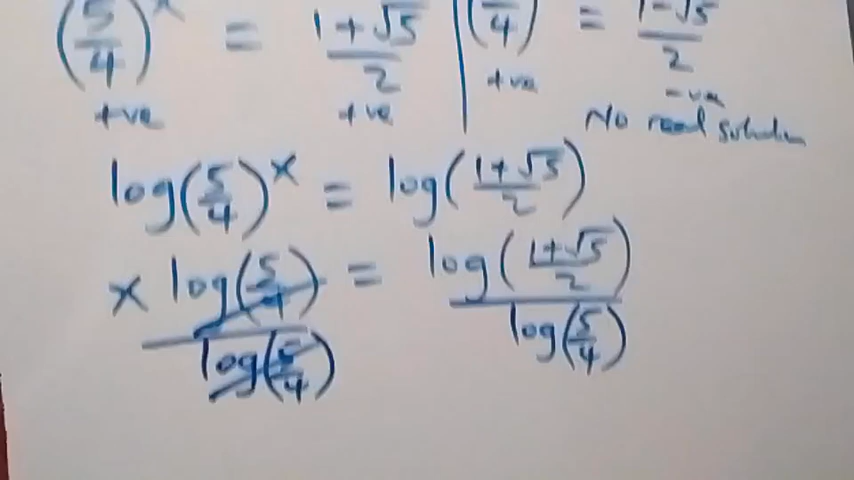 (5/4)^x = (1+√5)/2 | (5/4) = (1-√5)/2
+ve +ve +ve -ve
No real solution
log(5/4)^x = log((1+√5)/2)
x log(5/4) / log(5/4) = log((1+√5)/2) / log(5/4)